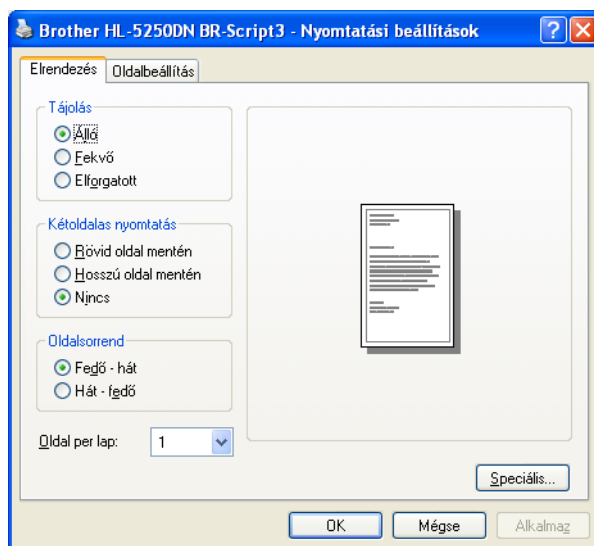 Brother HL-5250DN BR-Script3 - Nyomtatási beállítások
Elrendezés Oldalbeállítás
Tájolás
Álló
Fekvő
Elforgatott
Kétoldalas nyomtatás
Rövid oldal mentén
Hosszú oldal mentén
Nincs
Oldalsorrend
Fedő - hát
Hát - fedő
Oldal per lap: 1
Speciális...
OK Mégse Alkalmaz